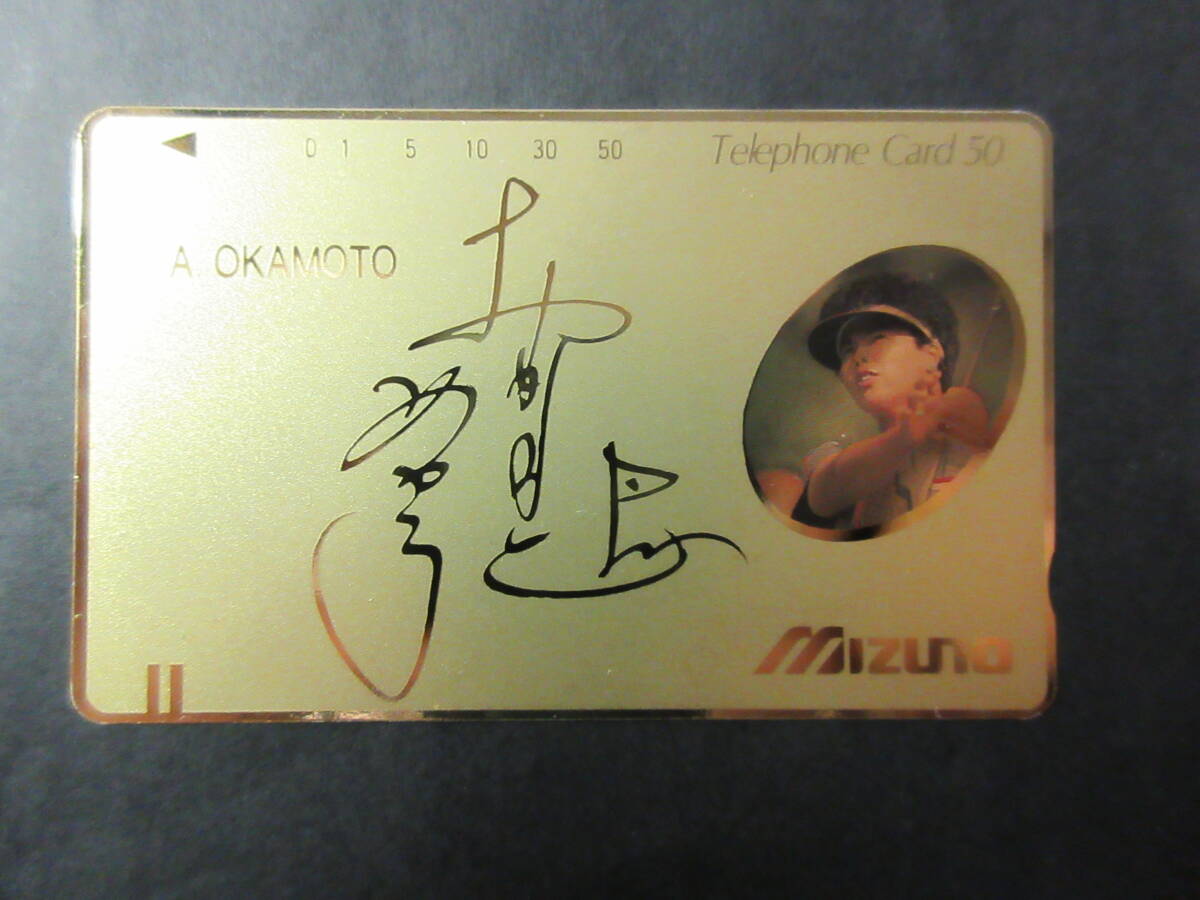 0 1 5 10 30 50 Telephone Card 50
A. OKAMOTO
MIZUNO